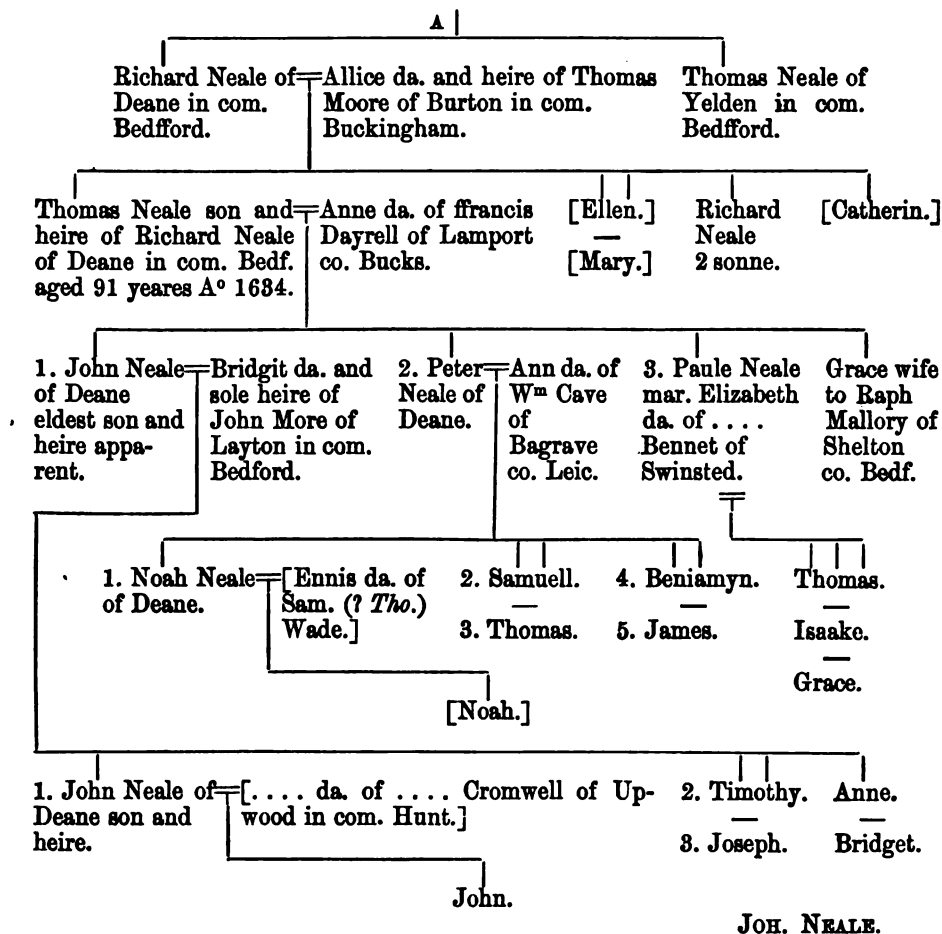 A
Richard Neale of
Deane in com.
Bedfford.
Allice da. and heire of Thomas
Moore of Burton in com.
Buckingham.
Thomas Neale of
Yelden in com.
Bedfford.
Thomas Neale son and
heire of Richard Neale
of Deane in com. Bedf.
aged 91 yeares Aº 1634.
Anne da. of ffrancis
Dayrell of Lamport
co. Bucks.
[Ellen.]
[Mary.]
Richard
Neale
2 sonne.
[Catherin.]
1. John Neale
of Deane
eldest son and
heire appa-
rent.
Bridgit da. and
sole heire of
John More of
Layton in com.
Bedford.
2. Peter
Neale of
Deane.
Ann da. of
Wᵐ Cave
of
Bagrave
co. Leic.
3. Paule Neale
mar. Elizabeth
da. of . . . .
Bennet of
Swinsted.
Grace wife
to Raph
Mallory of
Shelton
co. Bedf.
1. Noah Neale
of Deane.
[Ennis da. of
Sam. (? Tho.)
Wade.]
2. Samuell.
3. Thomas.
4. Beniamyn.
5. James.
Thomas.
Isaake.
Grace.
[Noah.]
1. John Neale of
Deane son and
heire.
[. . . . da. of . . . . Cromwell of Up-
wood in com. Hunt.]
2. Timothy.
3. Joseph.
Anne.
Bridget.
John.
JOH. NEALE.